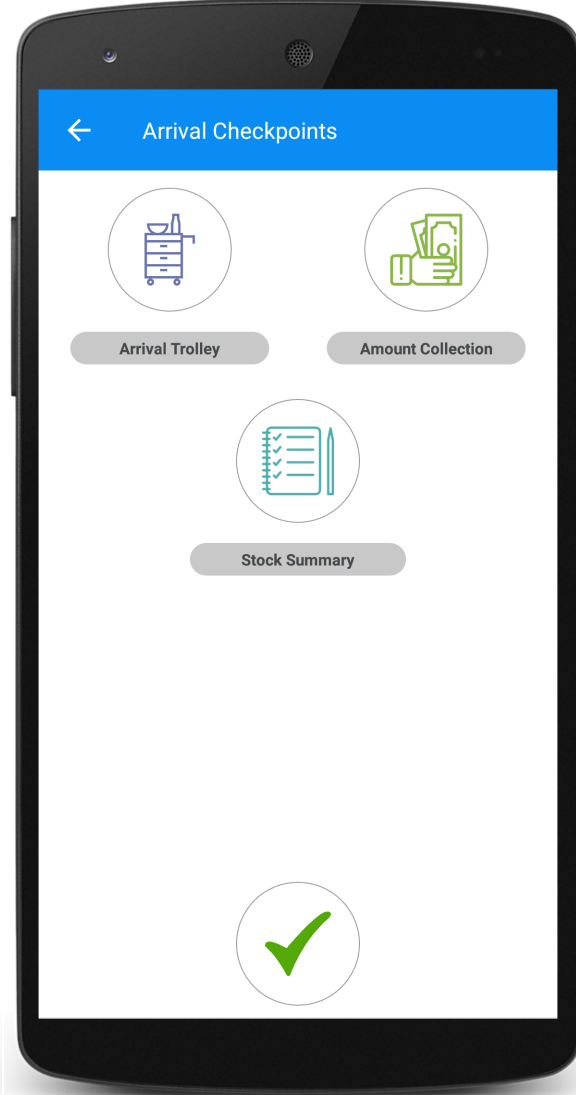 Arrival Checkpoints
Arrival Trolley
Amount Collection
Stock Summary